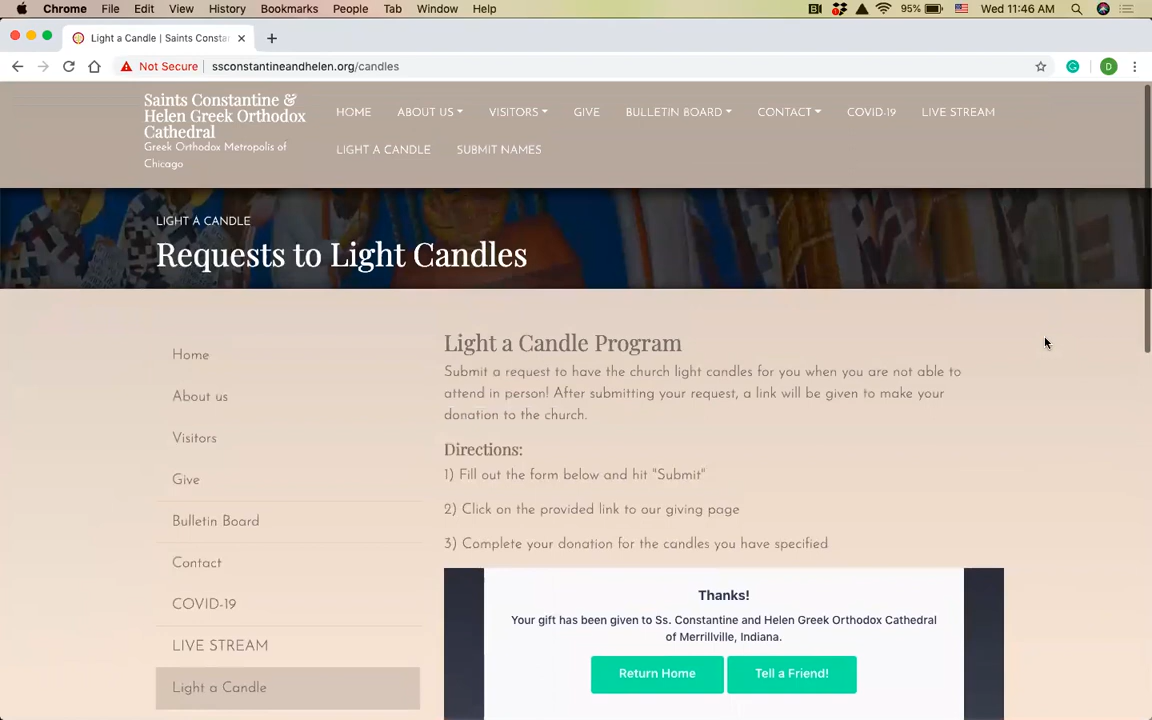 Chrome File Edit View History Bookmarks People Tab Window Help 95% Wed 11:46 AM
Light a Candle | Saints Consta
Not Secure ssconstantineandhelen.org/candles D
Saints Constantine &
Helen Greek Orthodox
Cathedral
Greek Orthodox Metropolis of
Chicago
HOME ABOUT US VISITORS GIVE BULLETIN BOARD CONTACT COVID-19 LIVE STREAM
LIGHT A CANDLE SUBMIT NAMES
LIGHT A CANDLE
Requests to Light Candles
Home
About us
Visitors
Give
Bulletin Board
Contact
COVID-19
LIVE STREAM
Light a Candle
Light a Candle Program
Submit a request to have the church light candles for you when you are not able to
attend in person! After submitting your request, a link will be given to make your
donation to the church.
Directions:
1) Fill out the form below and hit "Submit"
2) Click on the provided link to our giving page
3) Complete your donation for the candles you have specified
Thanks!
Your gift has been given to Ss. Constantine and Helen Greek Orthodox Cathedral
of Merrillville, Indiana.
Return Home Tell a Friend!